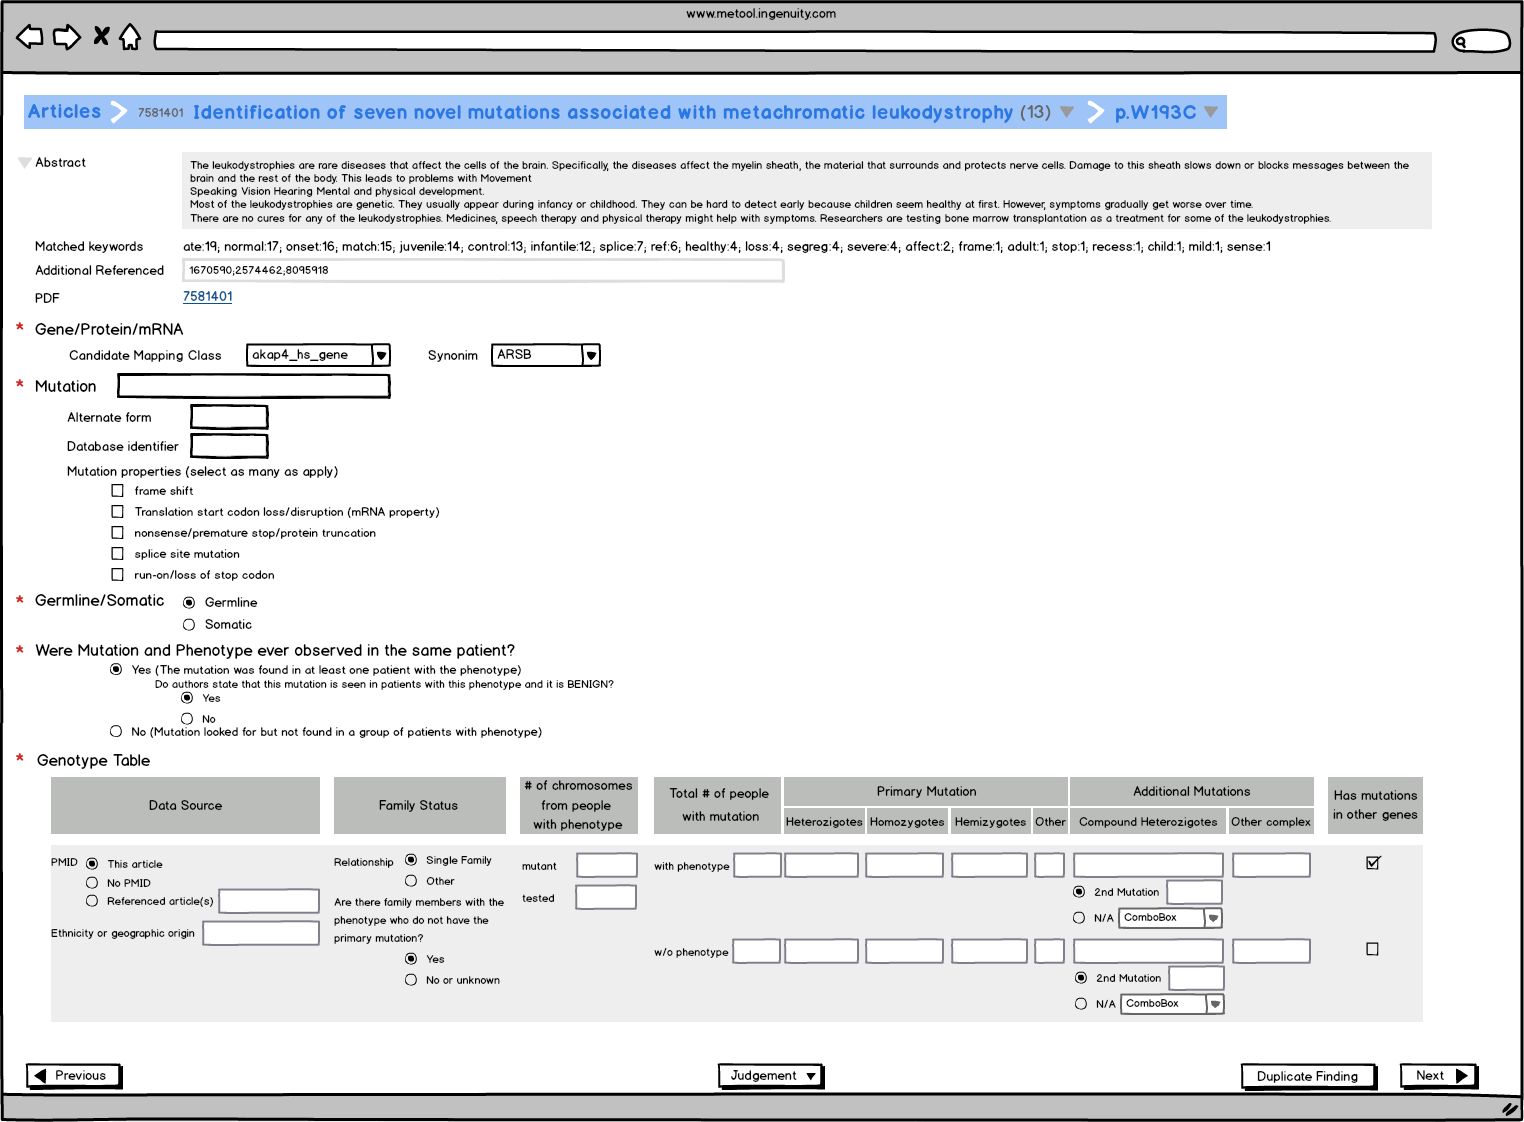 www.metool.ingenuity.com
Articles 7581401 Identification of seven novel mutations associated with metachromatic leukodystrophy (13) p.W193C
Abstract
The leukodystrophies are rare diseases that affect the cells of the brain. Specifically, the diseases affect the myelin sheath, the material that surrounds and protects nerve cells. Damage to this sheath slows down or blocks messages between the
brain and the rest of the body. This leads to problems with Movement
Speaking Vision Hearing Mental and physical development.
Most of the leukodystrophies are genetic. They usually appear during infancy or childhood. They can be hard to detect early because children seem healthy at first. However, symptoms gradually get worse over time.
There are no cures for any of the leukodystrophies. Medicines, speech therapy and physical therapy might help with symptoms. Researchers are testing bone marrow transplantation as a treatment for some of the leukodystrophies.
Matched keywords ate:19; normal:17; onset:16; match:15; juvenile:14; control:13; infantile:12; splice:7; ref:6; healthy:4; loss:4; segreg:4; severe:4; affect:2; frame:1; adult:1; stop:1; recess:1; child:1; mild:1; sense:1
Additional Referenced 1670590;2574462,8095918
PDF 7581401
* Gene/Protein/mRNA
Candidate Mapping Class akap4_hs_gene Synonim ARSB
* Mutation
Alternate form
Database identifier
Mutation properties (select as many as apply)
frame shift
Translation start codon loss/disruption (mRNA property)
nonsense/premature stop/protein truncation
splice site mutation
run-on/loss of stop codon
* Germline/Somatic Germline
Somatic
* Were Mutation and Phenotype ever observed in the same patient?
Yes (The mutation was found in at least one patient with the phenotype)
Do authors state that this mutation is seen in patients with this phenotype and it is BENIGN?
Yes
No
No (Mutation looked for but not found in a group of patients with phenotype)
* Genotype Table
Data Source
Family Status
# of chromosomes
from people
with phenotype
Total # of people
with mutation
Primary Mutation
Heterozigotes Homozygotes Hemizygotes Other
Additional Mutations
Compound Heterozigotes Other complex
Has mutations
in other genes
PMID This article
No PMID
Referenced article(s)
Ethnicity or geographic origin
Relationship Single Family
Other
Are there family members with the
phenotype who do not have the
primary mutation?
Yes
No or unknown
mutant
tested
with phenotype
2nd Mutation
N/A ComboBox
w/o phenotype
2nd Mutation
N/A ComboBox
Previous Judgement Duplicate Finding Next